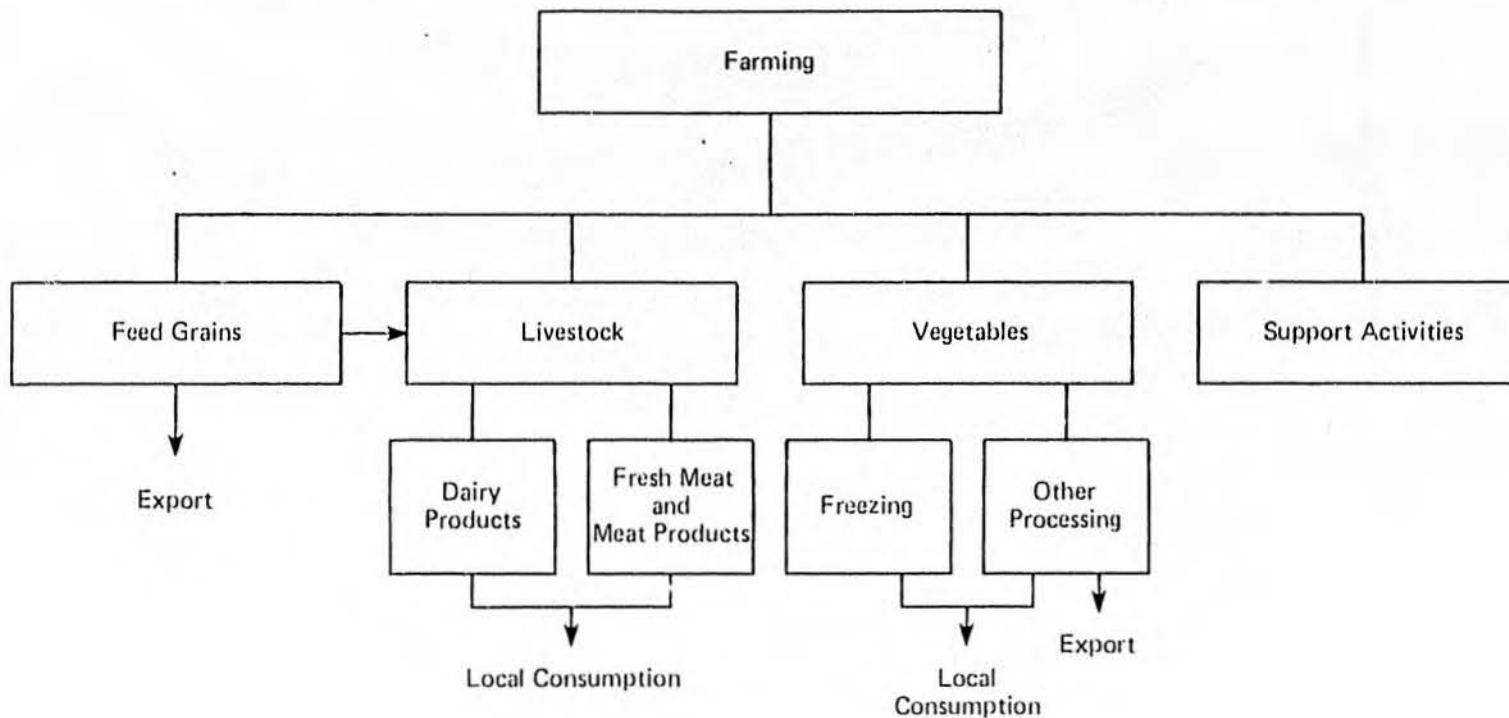 Farming
Feed Grains
Livestock
Vegetables
Support Activities
Export
Dairy
Products
Fresh Meat
and
Meat Products
Freezing
Other
Processing
Local Consumption
Local
Consumption
Export